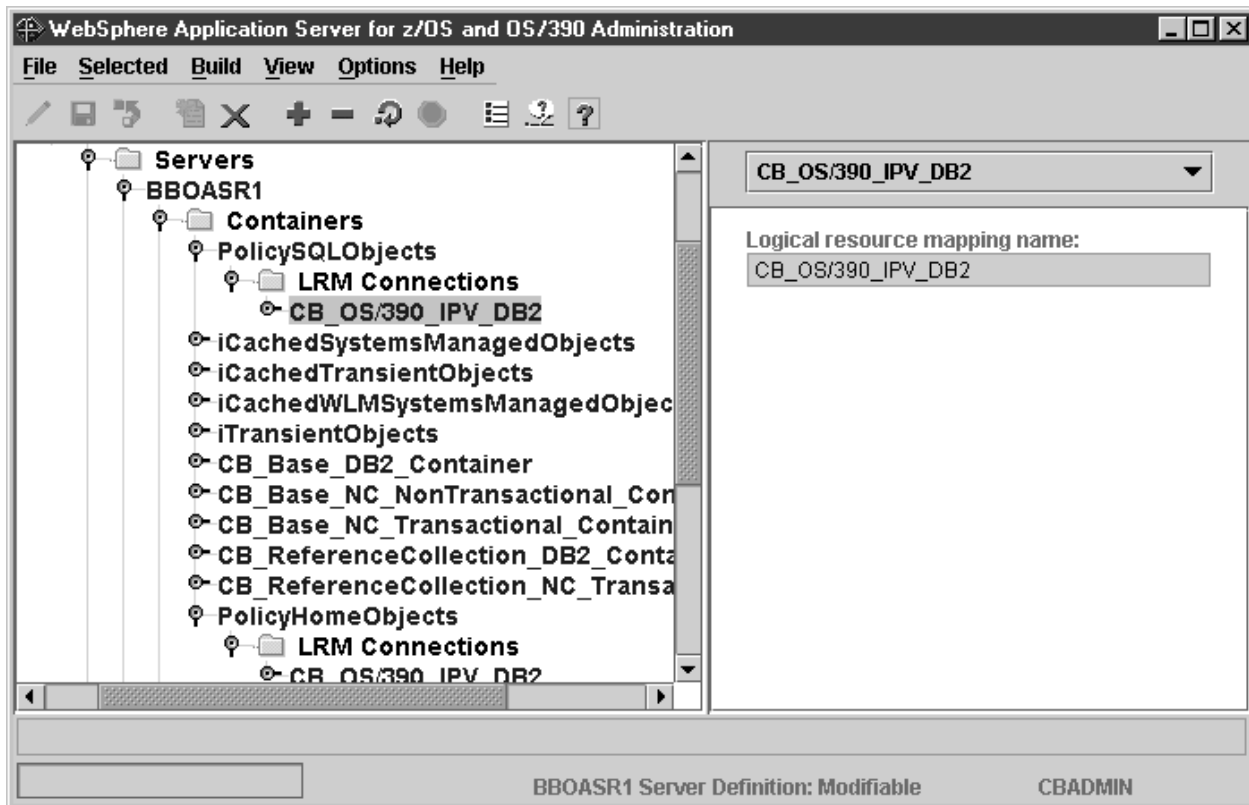 WebSphere Application Server for z/OS and OS/390 Administration
File Selected Build View Options Help
Servers
BBOASR1
Containers
PolicySQLObjects
LRM Connections
CB_OS/390_IPV_DB2
iCachedSystemsManagedObjects
iCachedTransientObjects
iCachedWLMSystemsManagedObjec
iTransientObjects
CB_Base_DB2_Container
CB_Base_NC_NonTransactional_Con
CB_Base_NC_Transactional_Contain
CB_ReferenceCollection_DB2_Conta
CB_ReferenceCollection_NC_Transa
PolicyHomeObjects
LRM Connections
CB_OS/390_IPV_DB2
CB_OS/390_IPV_DB2
Logical resource mapping name:
CB_OS/390_IPV_DB2
BBOASR1 Server Definition: Modifiable CBADMIN